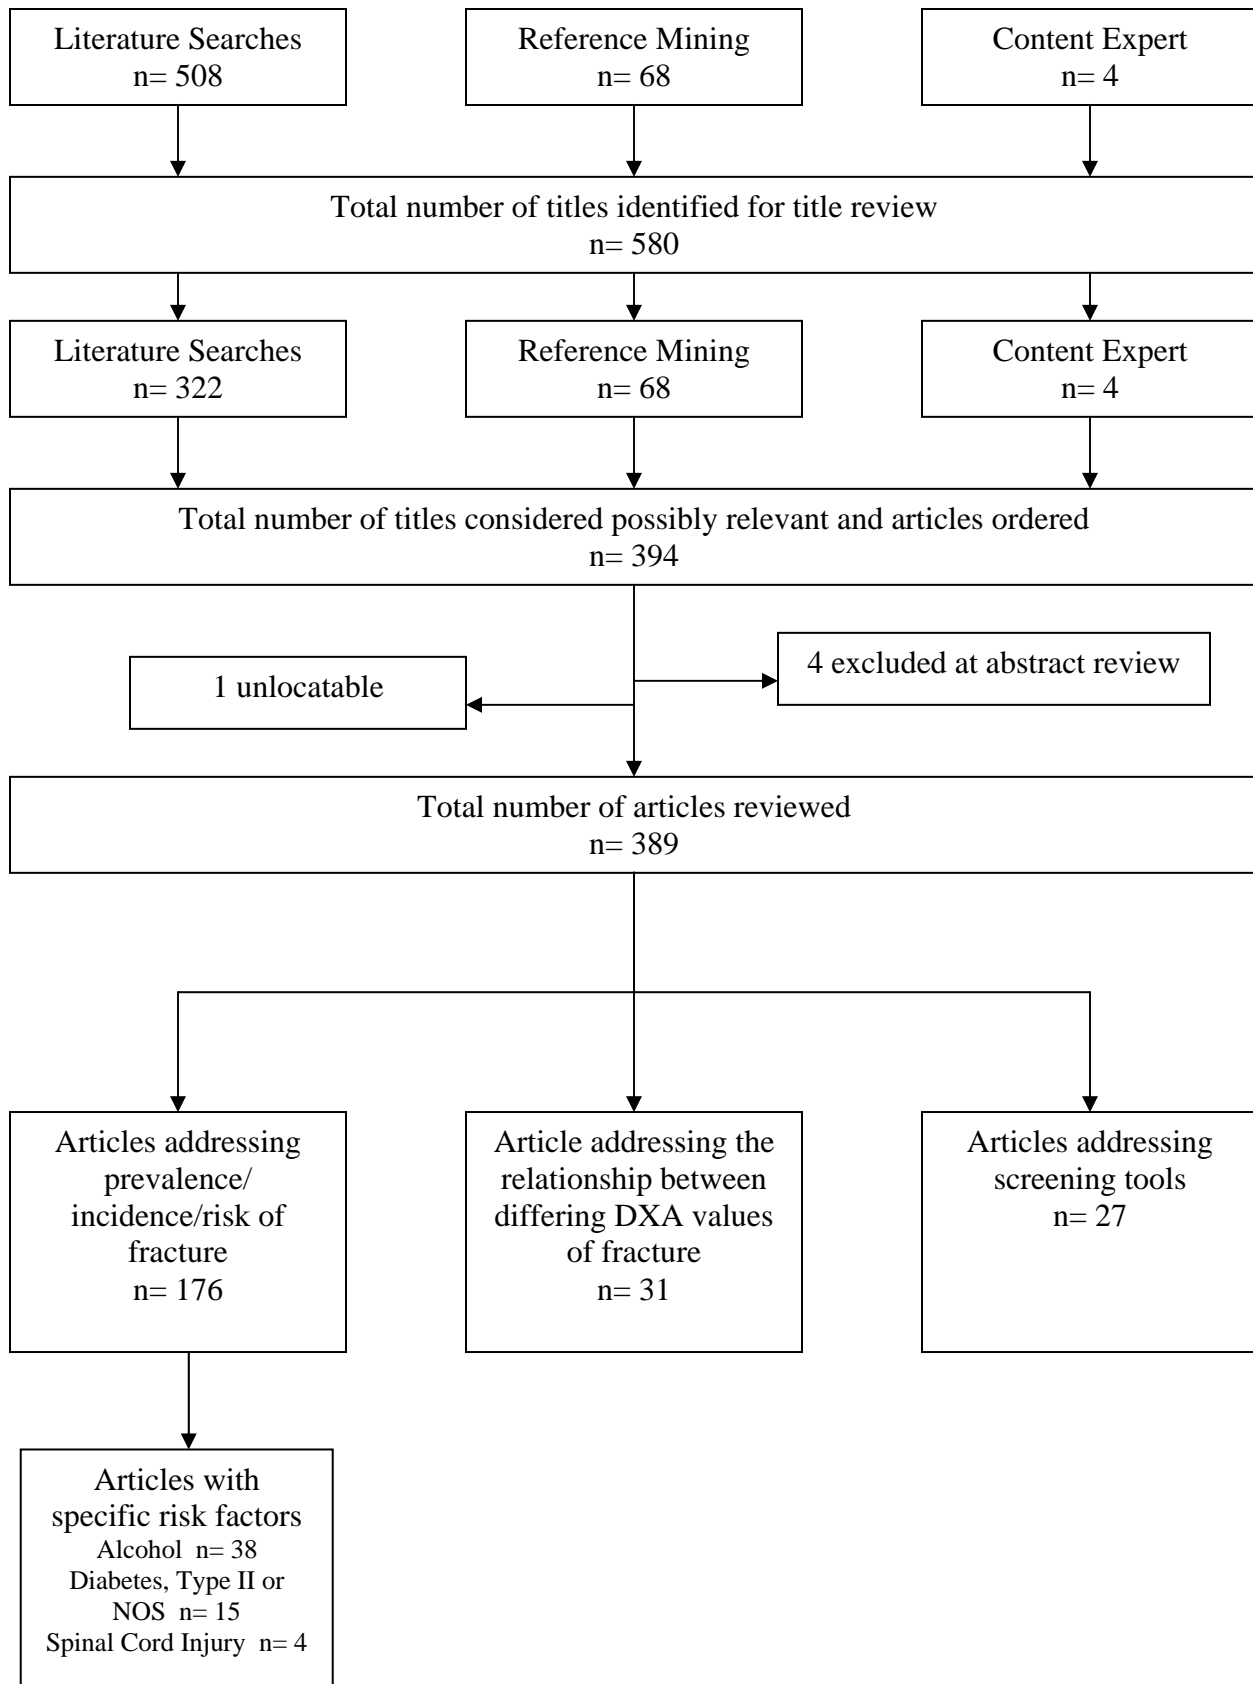 Literature Searches
n= 508
Reference Mining
n= 68
Content Expert
n= 4
Total number of titles identified for title review
n= 580
Literature Searches
n= 322
Reference Mining
n= 68
Content Expert
n= 4
Total number of titles considered possibly relevant and articles ordered
n= 394
1 unlocatable
4 excluded at abstract review
Total number of articles reviewed
n= 389
Articles addressing
prevalence/
incidence/risk of
fracture
n= 176
Article addressing the
relationship between
differing DXA values
of fracture
n= 31
Articles addressing
screening tools
n= 27
Articles with
specific risk factors
Alcohol n= 38
Diabetes, Type II or
NOS n= 15
Spinal Cord Injury n= 4